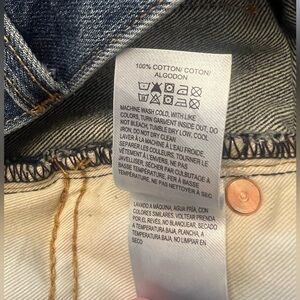 100% COTTON/ COTON/
ALGODON
MACHINE WASH COLD, WITH LIKE
COLORS, TURN GARMENT INSIDE OUT, DO
NOT BLEACH, TUMBLE DRY LOW, COOL
IRON, DO NOT DRY CLEAN
LAVER À LA MACHINE À L'EAU FROIDE,
SEPARER LES COULEURS, TOURNER LE
VÊTEMENT À L'ENVERS, NE PAS
JAVELLISER, SÉCHER PAR CULBUTAGE À
BASSE TEMPÉRATURE, FER À BASSE
TEMPÉRATURE, NE PAS NETTOYER À SEC
LAVADO A MÁQUINA, AGUA FRÍA, CON
COLORES SIMILARES, VOLTEAR PRENDA
POR EL REVÉS, NO BLANQUEAR, SECADO
A TEMPERATURA BAJA, PLANCHA, A
TEMPERATURA BAJA, NO LIMPIAR EN
SECO